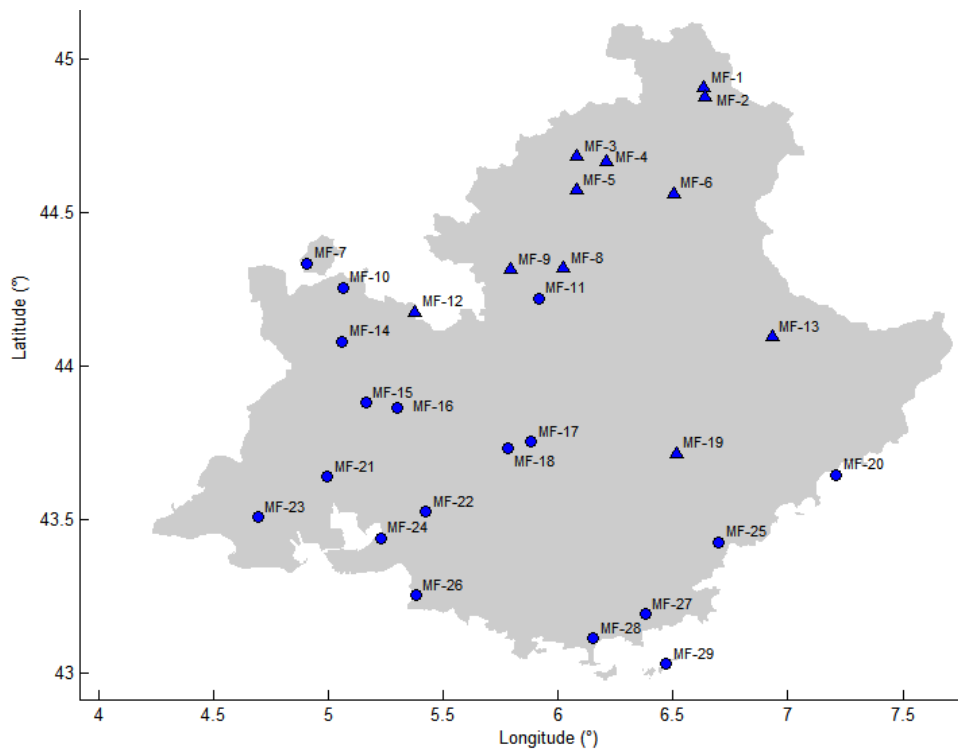 45
MF-1
MF-2
MF-3
MF-4
MF-5
MF-6
44.5
MF-7
MF-9
MF-8
MF-10
MF-11
MF-12
MF-13
MF-14
Latitude (°)
44
MF-15
MF-16
MF-17
MF-18
MF-19
MF-20
MF-21
MF-22
MF-23
43.5
MF-24
MF-25
MF-26
MF-27
MF-28
MF-29
43
4
4.5
5
5.5
6
6.5
7
7.5
Longitude (°)